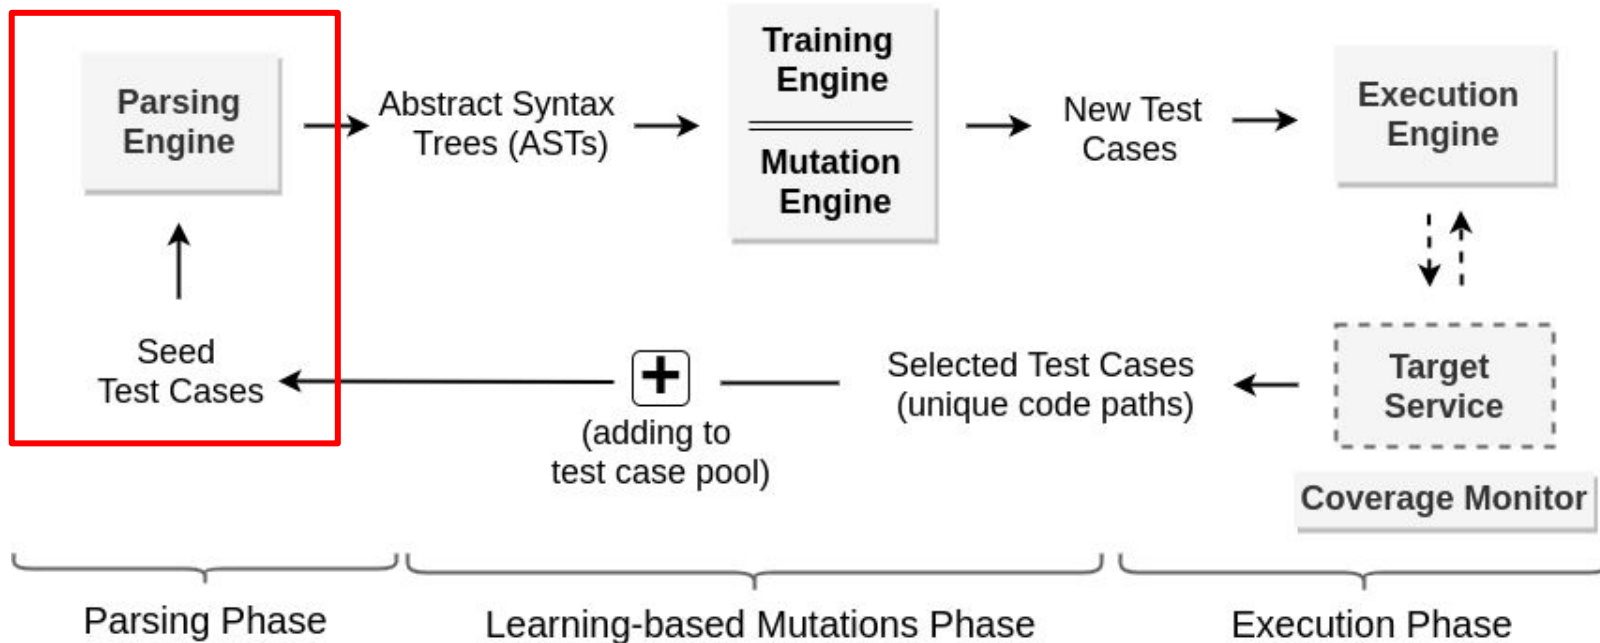 Parsing
Engine
Abstract Syntax
Trees (ASTs)
Training
Engine
Mutation
Engine
New Test
Cases
Execution
Engine
Seed
Test Cases
+
(adding to
test case pool)
Selected Test Cases
(unique code paths)
Target
Service
Coverage Monitor
Parsing Phase
Learning-based Mutations Phase
Execution Phase